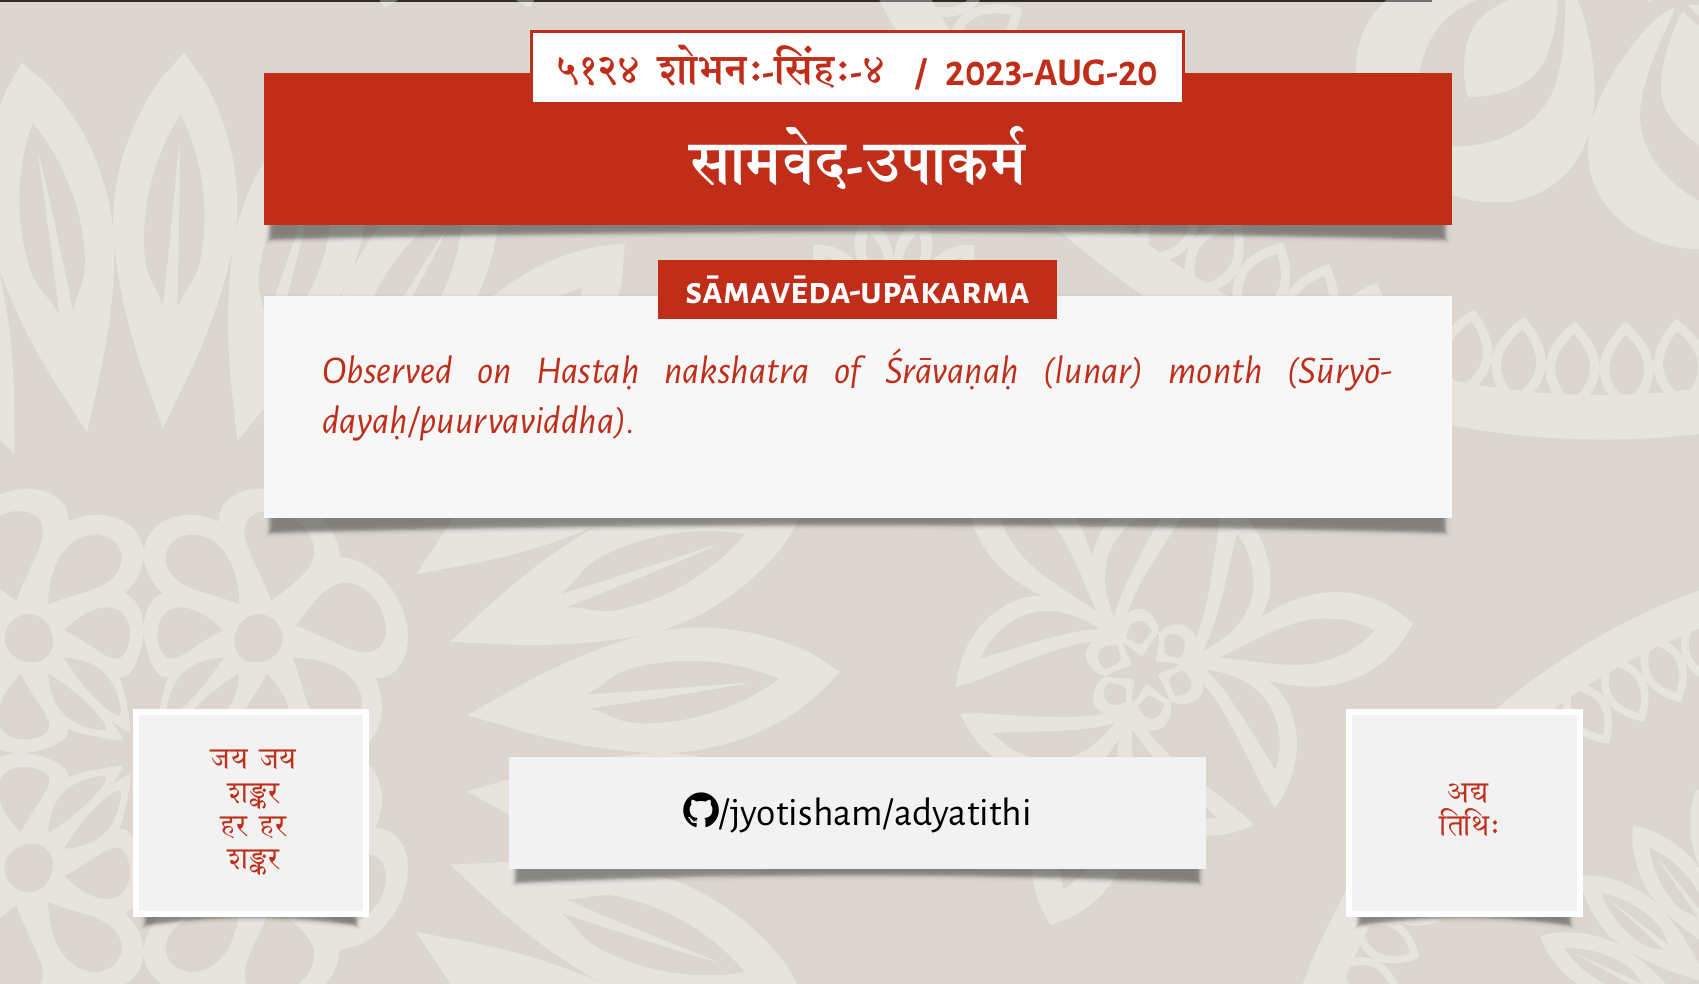 ५१२४ शोभनः-सिंहः-४ / 2023-AUG-20
सामवेद-उपाकर्म
SĀMAVĒDA-UPĀKARMA
Observed on Hastaḥ nakshatra of Śrāvaṇaḥ (lunar) month (Sūryō-
dayaḥ/puurvaviddha).
जय जय
शङ्कर
हर हर
शङ्कर
/jyotisham/adyatithi
अद्य
तिथिः